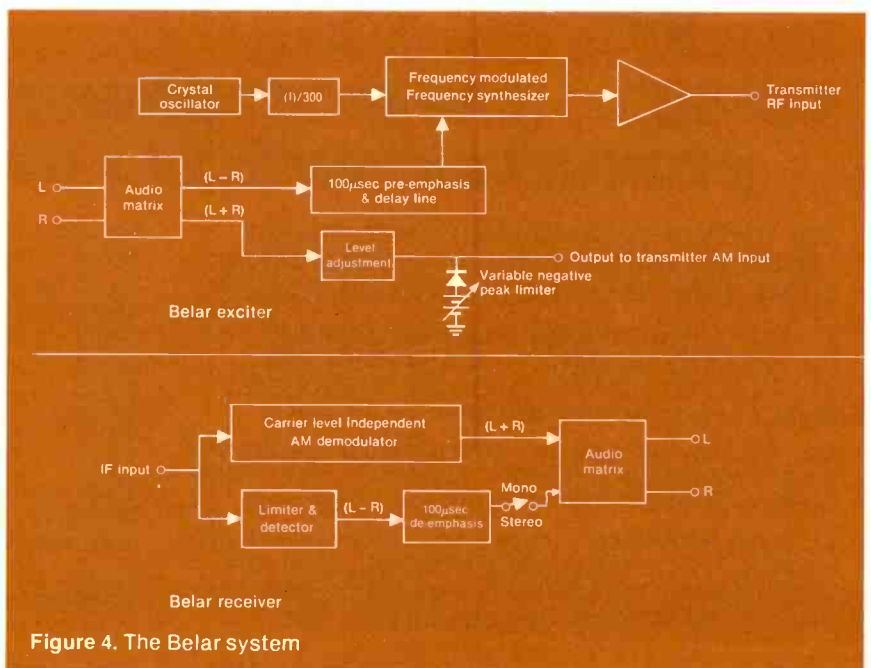 Crystal
oscillator
(f)/300
Frequency modulated
Frequency synthesizer
Transmitter
RF input
L
R
Audio
matrix
(L – R)
(L + R)
100μsec pre-emphasis
& delay line
Level
adjustment
Output to transmitter AM input
Variable negative
peak limiter
Belar exciter
IF input
Carrier level Independent
AM demodulator
(L + R)
Limiter &
detector
(L – R)
100μsec
de-emphasis
Mono
Stereo
Audio
matrix
L
R
Belar receiver
Figure 4. The Belar system